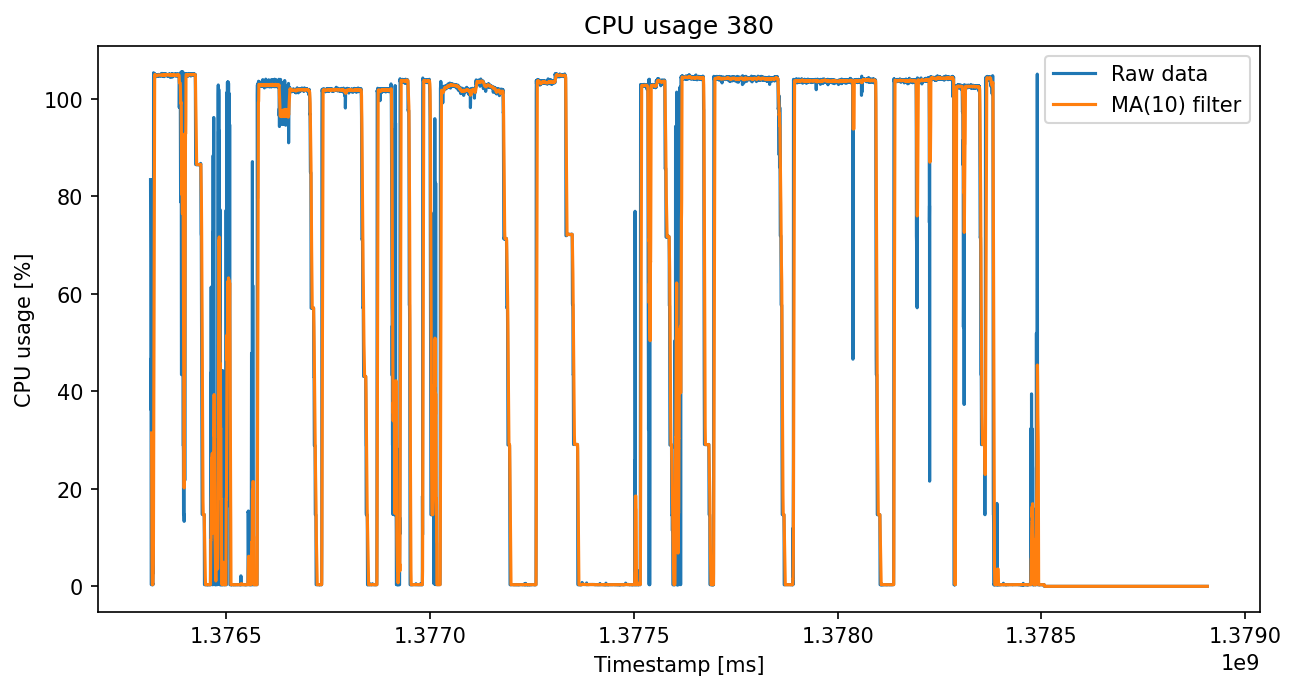 CPU usage 380
Raw data
MA(10) filter
CPU usage [%]
100
80
60
40
20
0
1.3765 1.3770 1.3775 1.3780 1.3785 1.3790
1e9
Timestamp [ms]